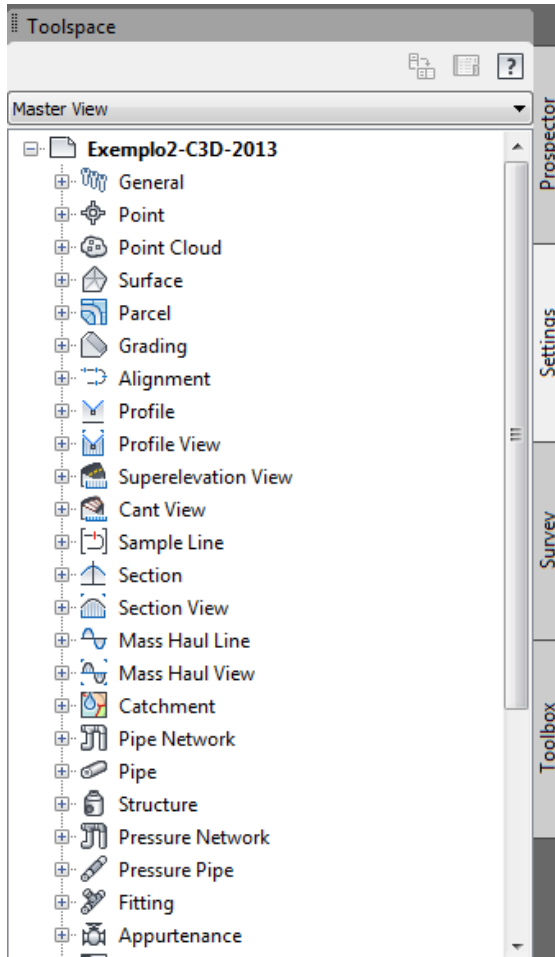 Toolspace
?
Master View
Exemplo2-C3D-2013
General
Point
Point Cloud
Surface
Parcel
Grading
Alignment
Profile
Profile View
Superelevation View
Cant View
Sample Line
Section
Section View
Mass Haul Line
Mass Haul View
Catchment
Pipe Network
Pipe
Structure
Pressure Network
Pressure Pipe
Fitting
Appurtenance
Prospector
Settings
Survey
Toolbox